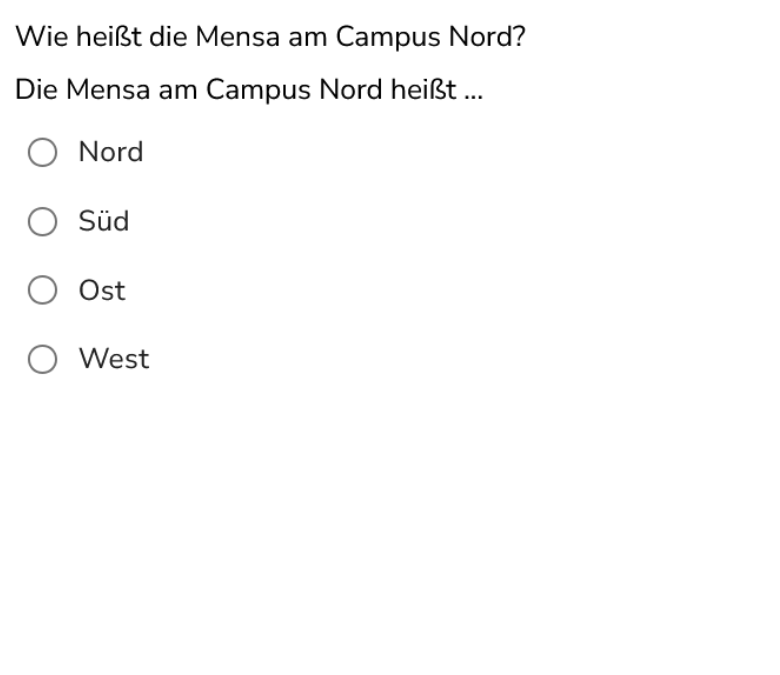 Wie heißt die Mensa am Campus Nord?
Die Mensa am Campus Nord heißt ...
Nord
Süd
Ost
West